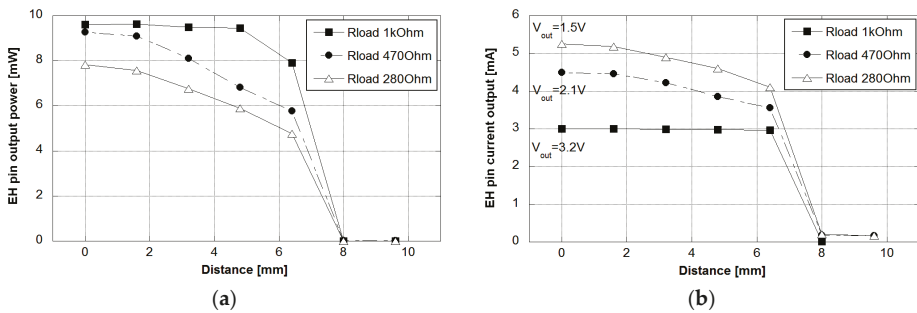 10
8
6
4
2
0
EH pin output power [mW]
Rload 1kOhm
Rload 470Ohm
Rload 280Ohm
0 2 4 6 8 10
Distance [mm]
(a)
6
5
4
3
2
1
0
EH pin current output [mA]
Vout=1.5V
Vout=2.1V
Vout=3.2V
Rload 1kOhm
Rload 470Ohm
Rload 280Ohm
0 2 4 6 8 10
Distance [mm]
(b)